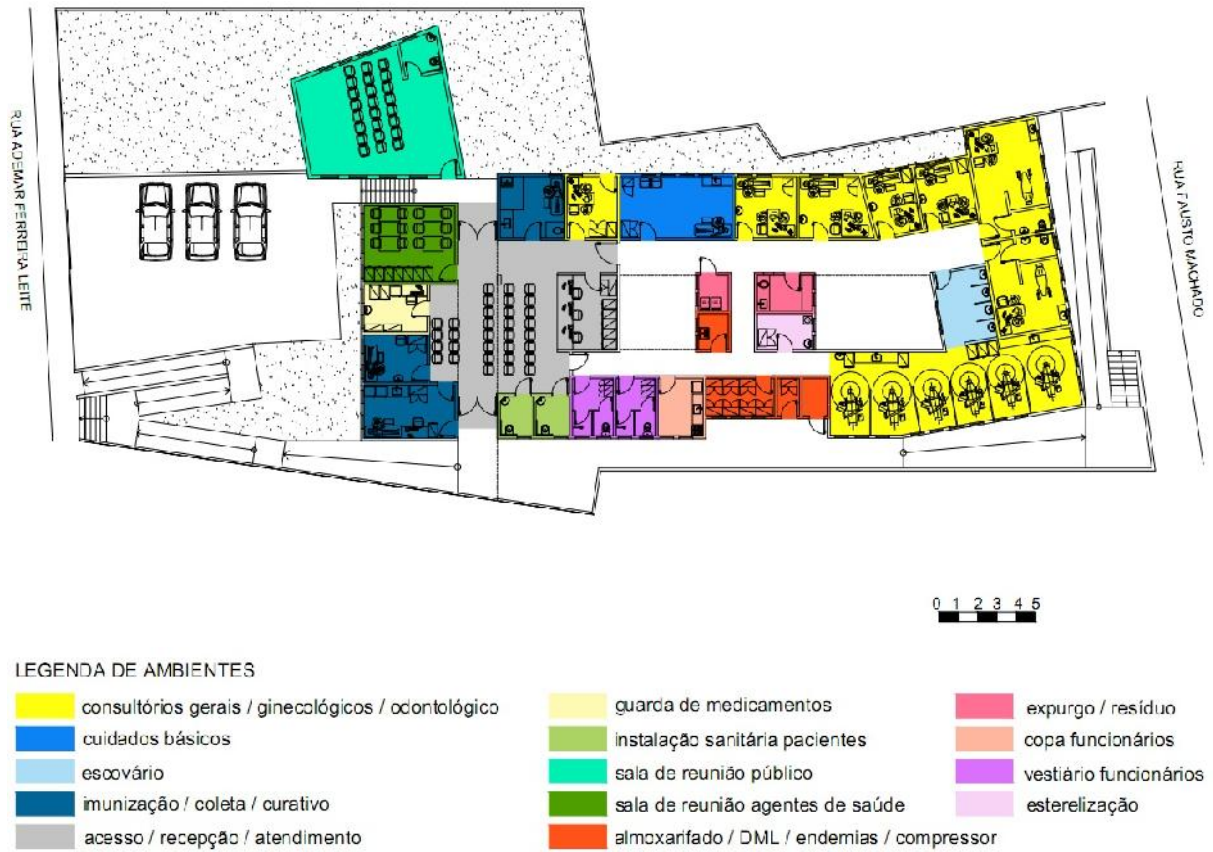 RUA ADEMAR FERREIRA LEITE
RUA FAUSTO MACHADO
0 1 2 3 4 5
LEGENDA DE AMBIENTES
consultórios gerais / ginecológicos / odontológico
cuidados básicos
escovário
imunização / coleta / curativo
acesso / recepção / atendimento
guarda de medicamentos
instalação sanitária pacientes
sala de reunião público
sala de reunião agentes de saúde
almoxarifado / DML / endemias / compressor
expurgo / resíduo
copa funcionários
vestiário funcionários
esterelização